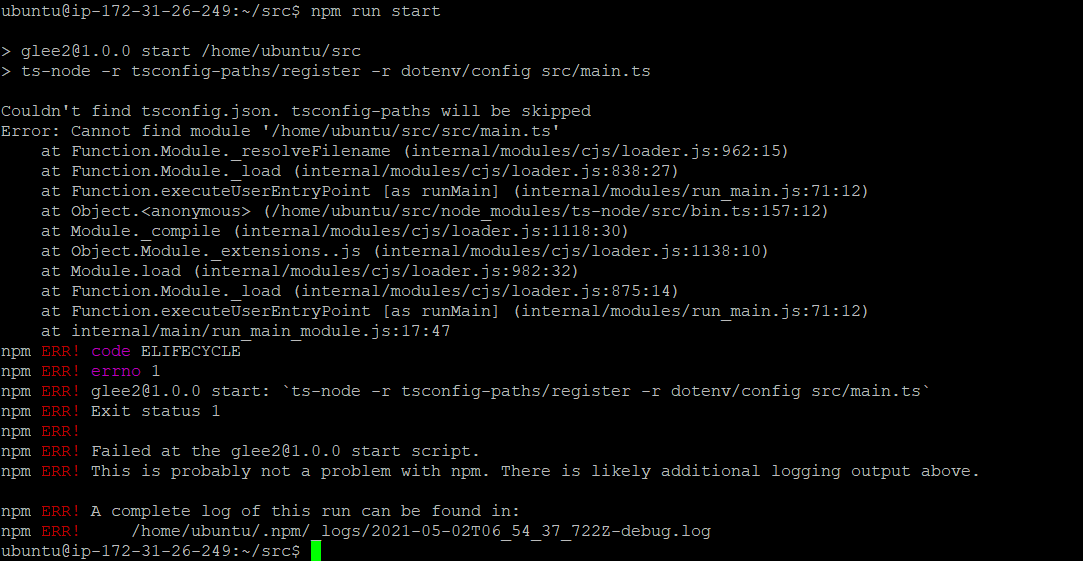 ubuntu@ip-172-31-26-249:~/src$ npm run start
> glee2@1.0.0 start /home/ubuntu/src
> ts-node -r tsconfig-paths/register -r dotenv/config src/main.ts
Couldn't find tsconfig.json. tsconfig-paths will be skipped
Error: Cannot find module '/home/ubuntu/src/src/main.ts'
    at Function.Module._resolveFilename (internal/modules/cjs/loader.js:962:15)
    at Function.Module._load (internal/modules/cjs/loader.js:838:27)
    at Function.executeUserEntryPoint [as runMain] (internal/modules/run_main.js:71:12)
    at Object.<anonymous> (/home/ubuntu/src/node_modules/ts-node/src/bin.ts:157:12)
    at Module._compile (internal/modules/cjs/loader.js:1118:30)
    at Object.Module._extensions..js (internal/modules/cjs/loader.js:1138:10)
    at Module.load (internal/modules/cjs/loader.js:982:32)
    at Function.Module._load (internal/modules/cjs/loader.js:875:14)
    at Function.executeUserEntryPoint [as runMain] (internal/modules/run_main.js:71:12)
    at internal/main/run_main_module.js:17:47
npm ERR! code ELIFECYCLE
npm ERR! errno 1
npm ERR! glee2@1.0.0 start: `ts-node -r tsconfig-paths/register -r dotenv/config src/main.ts`
npm ERR! Exit status 1
npm ERR!
npm ERR! Failed at the glee2@1.0.0 start script.
npm ERR! This is probably not a problem with npm. There is likely additional logging output above.
npm ERR! A complete log of this run can be found in:
npm ERR!     /home/ubuntu/.npm/_logs/2021-05-02T06_54_37_722Z-debug.log
ubuntu@ip-172-31-26-249:~/src$